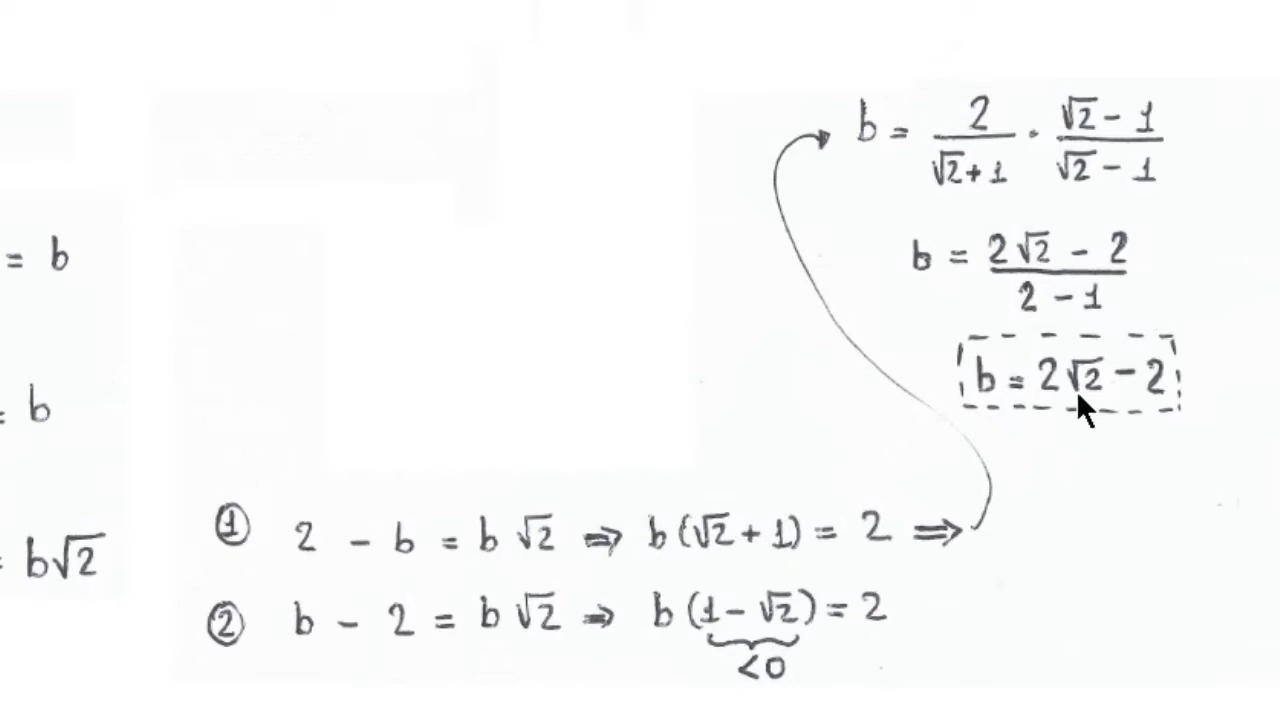 = b
= b
= b√2
① 2 - b = b√2 ⇒ b(√2 + 1) = 2 ⇒
② b - 2 = b√2 ⇒ b(1 - √2) = 2
<0
b = 2/(√2+1) · (√2 - 1)/(√2 - 1)
b = (2√2 - 2)/(2 - 1)
b = 2√2 - 2